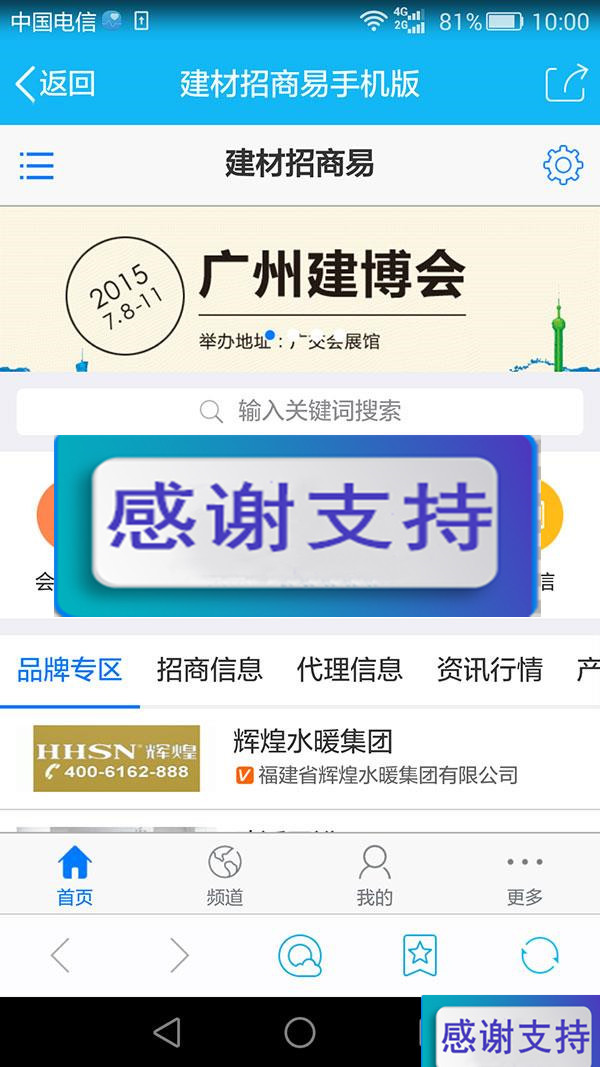 中国电信 4G 2G 81% 10:00
返回 建材招商易手机版
建材招商易
2015
7.8-11
广州建博会
举办地址：广交会展馆
输入关键词搜索
感谢支持
会 信
品牌专区 招商信息 代理信息 资讯行情 产
HHSN 辉煌
400-6162-888
辉煌水暖集团
V 福建省辉煌水暖集团有限公司
首页 频道 我的 更多
感谢支持